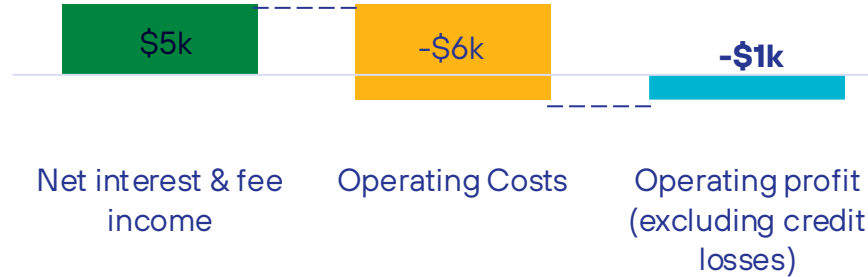 $5k
-$6k
-$1k
Net interest & fee
income
Operating Costs
Operating profit
(excluding credit
losses)